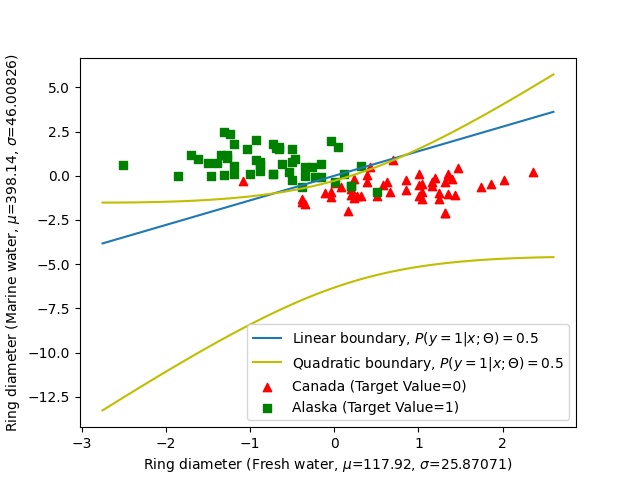 5.0
2.5
0.0
−2.5
−5.0
−7.5
−10.0
−12.5
Ring diameter (Marine water, μ=398.14, σ=46.00826)
Linear boundary, P(y = 1|x; Θ) = 0.5
Quadratic boundary, P(y = 1|x; Θ) = 0.5
Canada (Target Value=0)
Alaska (Target Value=1)
−3 −2 −1 0 1 2
Ring diameter (Fresh water, μ=117.92, σ=25.87071)